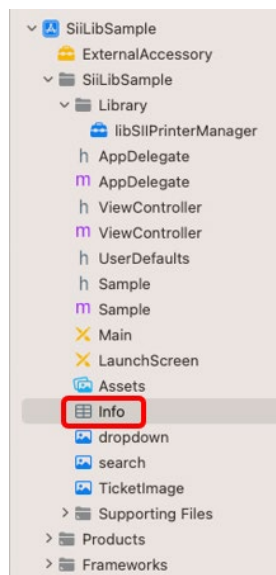 SiiLibSample
ExternalAccessory
SiiLibSample
Library
libSIIPrinterManager
h AppDelegate
m AppDelegate
h ViewController
m ViewController
h UserDefaults
h Sample
m Sample
Main
LaunchScreen
Assets
Info
dropdown
search
TicketImage
Supporting Files
Products
Frameworks